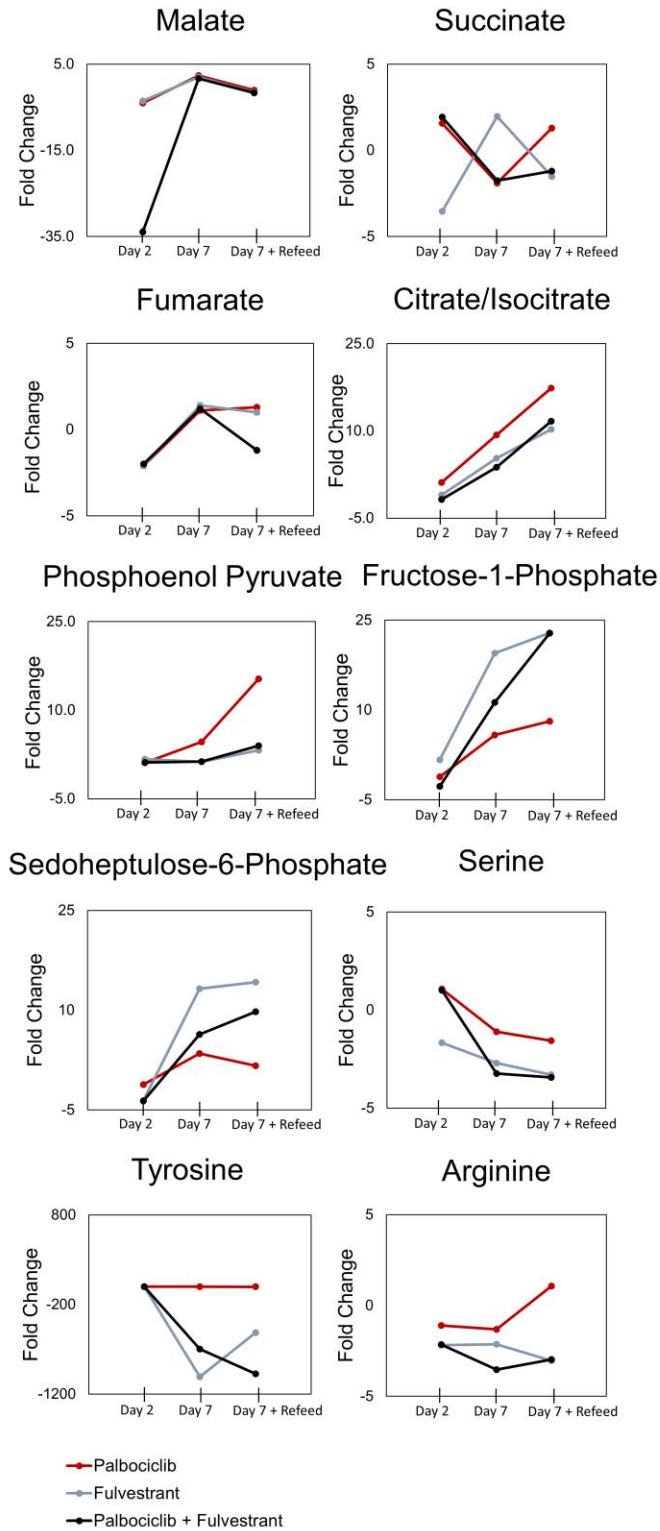 Malate
5.0
-15.0
-35.0
Fold Change
Day 2 Day 7 Day 7 + Refeed
Succinate
5
0
-5
Fold Change
Day 2 Day 7 Day 7 + Refeed
Fumarate
5
0
-5
Fold Change
Day 2 Day 7 Day 7 + Refeed
Citrate/Isocitrate
25.0
10.0
-5.0
Fold Change
Day 2 Day 7 Day 7 + Refeed
Phosphoenol Pyruvate
25.0
10.0
-5.0
Fold Change
Day 2 Day 7 Day 7 + Refeed
Fructose-1-Phosphate
25
10
-5
Fold Change
Day 2 Day 7 Day 7 + Refeed
Sedoheptulose-6-Phosphate
25
10
-5
Fold Change
Day 2 Day 7 Day 7 + Refeed
Serine
5
0
-5
Fold Change
Day 2 Day 7 Day 7 + Refeed
Tyrosine
800
-200
-1200
Fold Change
Day 2 Day 7 Day 7 + Refeed
Arginine
5
0
-5
Fold Change
Day 2 Day 7 Day 7 + Refeed
Palbociclib
Fulvestrant
Palbociclib + Fulvestrant